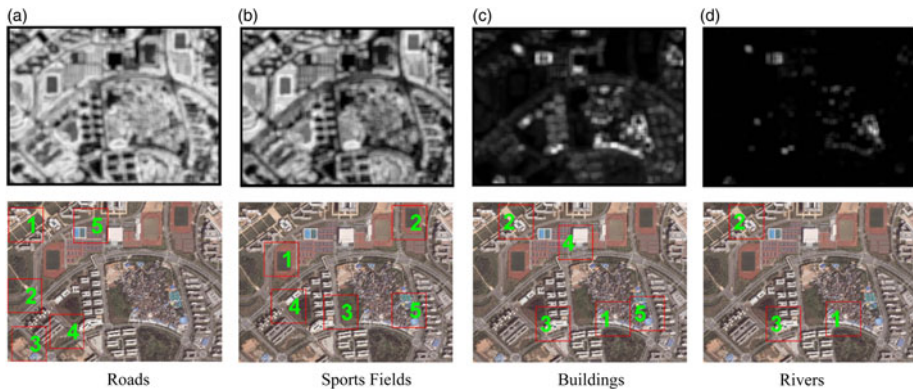 (a) (b) (c) (d)
1 5 2 3 4
2 1 4 3 5
2 4 3 1 5
2 3 1
Roads Sports Fields Buildings Rivers